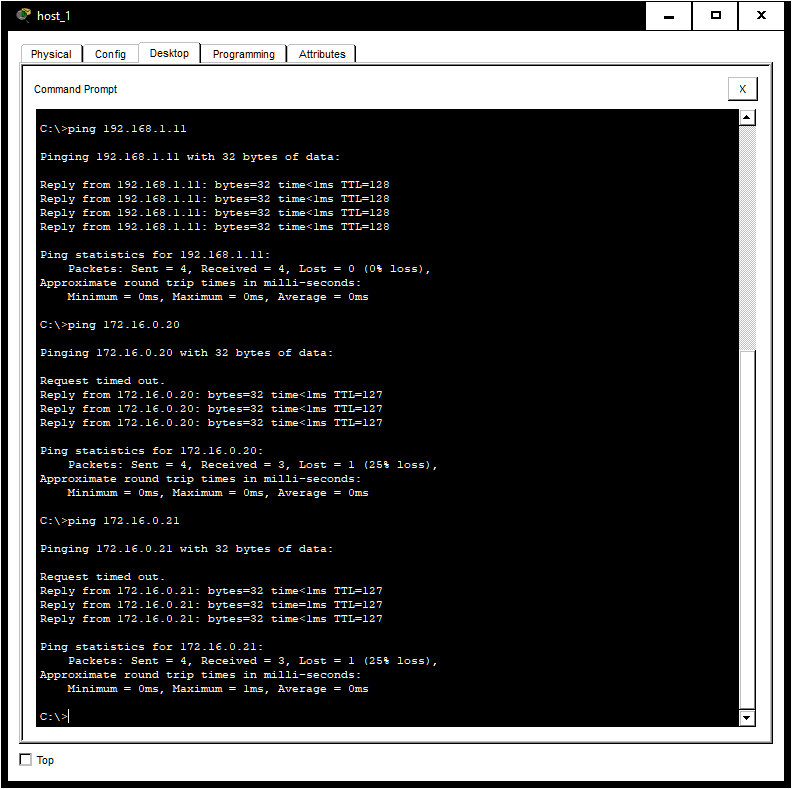 host_1
Physical Config Desktop Programming Attributes
Command Prompt
X
C:\>ping 192.168.1.11
Pinging 192.168.1.11 with 32 bytes of data:
Reply from 192.168.1.11: bytes=32 time<1ms TTL=128
Reply from 192.168.1.11: bytes=32 time<1ms TTL=128
Reply from 192.168.1.11: bytes=32 time<1ms TTL=128
Reply from 192.168.1.11: bytes=32 time<1ms TTL=128
Ping statistics for 192.168.1.11:
    Packets: Sent = 4, Received = 4, Lost = 0 (0% loss),
Approximate round trip times in milli-seconds:
    Minimum = 0ms, Maximum = 0ms, Average = 0ms
C:\>ping 172.16.0.20
Pinging 172.16.0.20 with 32 bytes of data:
Request timed out.
Reply from 172.16.0.20: bytes=32 time<1ms TTL=127
Reply from 172.16.0.20: bytes=32 time<1ms TTL=127
Reply from 172.16.0.20: bytes=32 time<1ms TTL=127
Ping statistics for 172.16.0.20:
    Packets: Sent = 4, Received = 3, Lost = 1 (25% loss),
Approximate round trip times in milli-seconds:
    Minimum = 0ms, Maximum = 0ms, Average = 0ms
C:\>ping 172.16.0.21
Pinging 172.16.0.21 with 32 bytes of data:
Request timed out.
Reply from 172.16.0.21: bytes=32 time<1ms TTL=127
Reply from 172.16.0.21: bytes=32 time=1ms TTL=127
Reply from 172.16.0.21: bytes=32 time<1ms TTL=127
Ping statistics for 172.16.0.21:
    Packets: Sent = 4, Received = 3, Lost = 1 (25% loss),
Approximate round trip times in milli-seconds:
    Minimum = 0ms, Maximum = 1ms, Average = 0ms
C:\>
Top